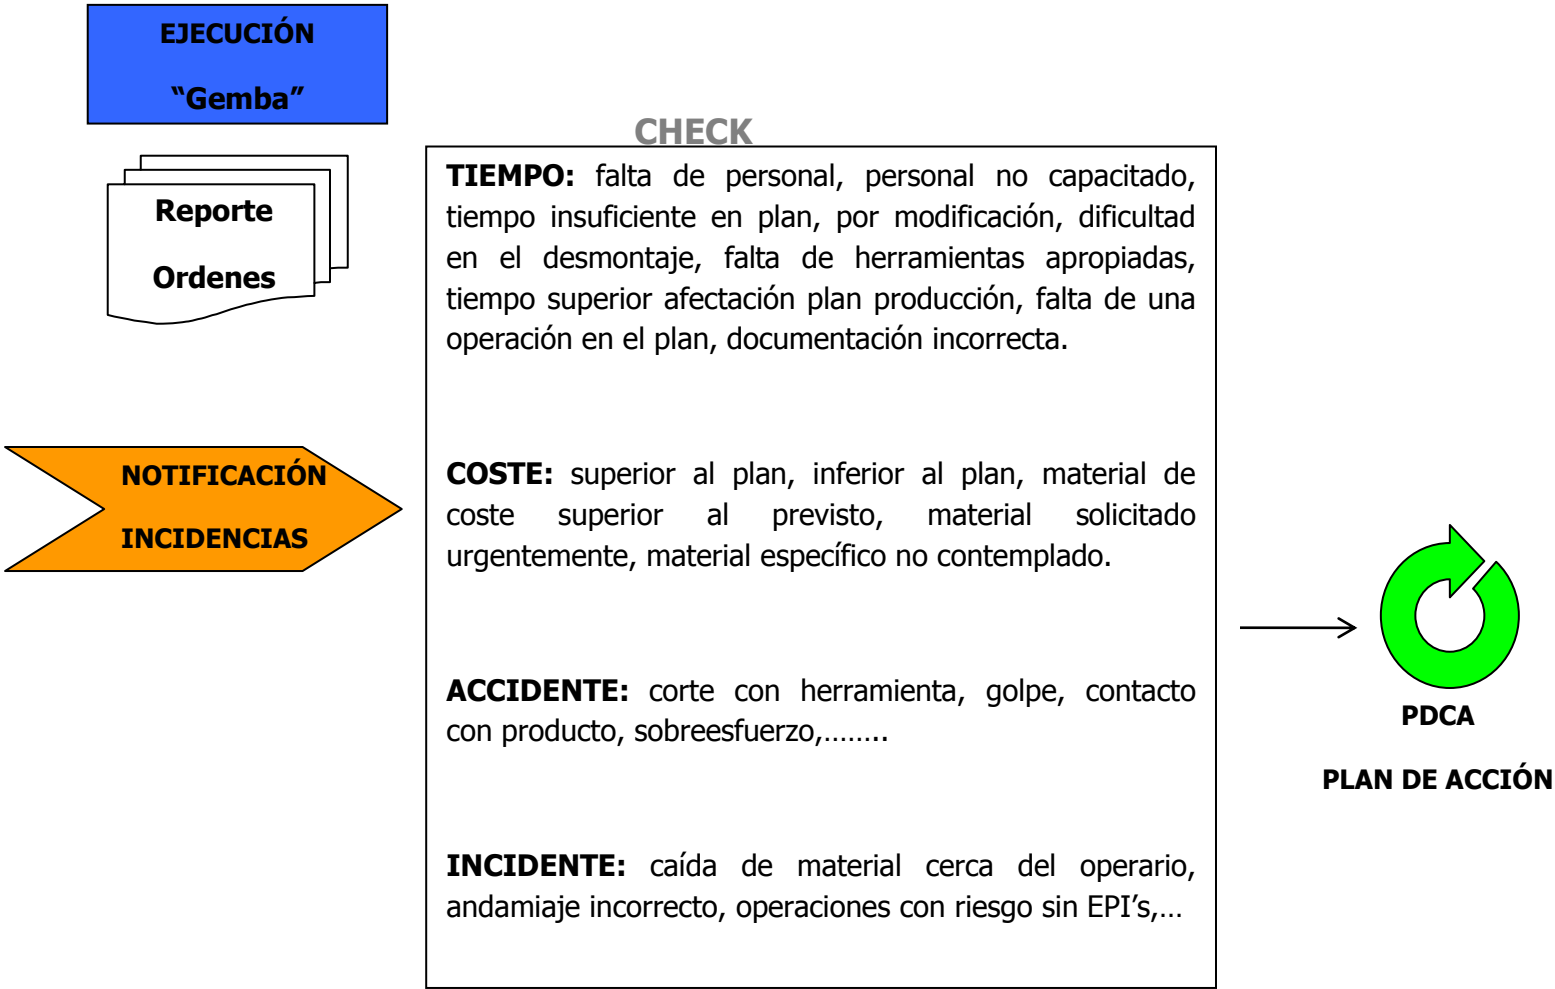 EJECUCIÓN
“Gemba”
Reporte
Ordenes
NOTIFICACIÓN
INCIDENCIAS
CHECK
TIEMPO: falta de personal, personal no capacitado,
tiempo insuficiente en plan, por modificación, dificultad
en el desmontaje, falta de herramientas apropiadas,
tiempo superior afectación plan producción, falta de una
operación en el plan, documentación incorrecta.
COSTE: superior al plan, inferior al plan, material de
coste superior al previsto, material solicitado
urgentemente, material específico no contemplado.
ACCIDENTE: corte con herramienta, golpe, contacto
con producto, sobreesfuerzo,……..
INCIDENTE: caída de material cerca del operario,
andamiaje incorrecto, operaciones con riesgo sin EPI’s,…
PDCA
PLAN DE ACCIÓN